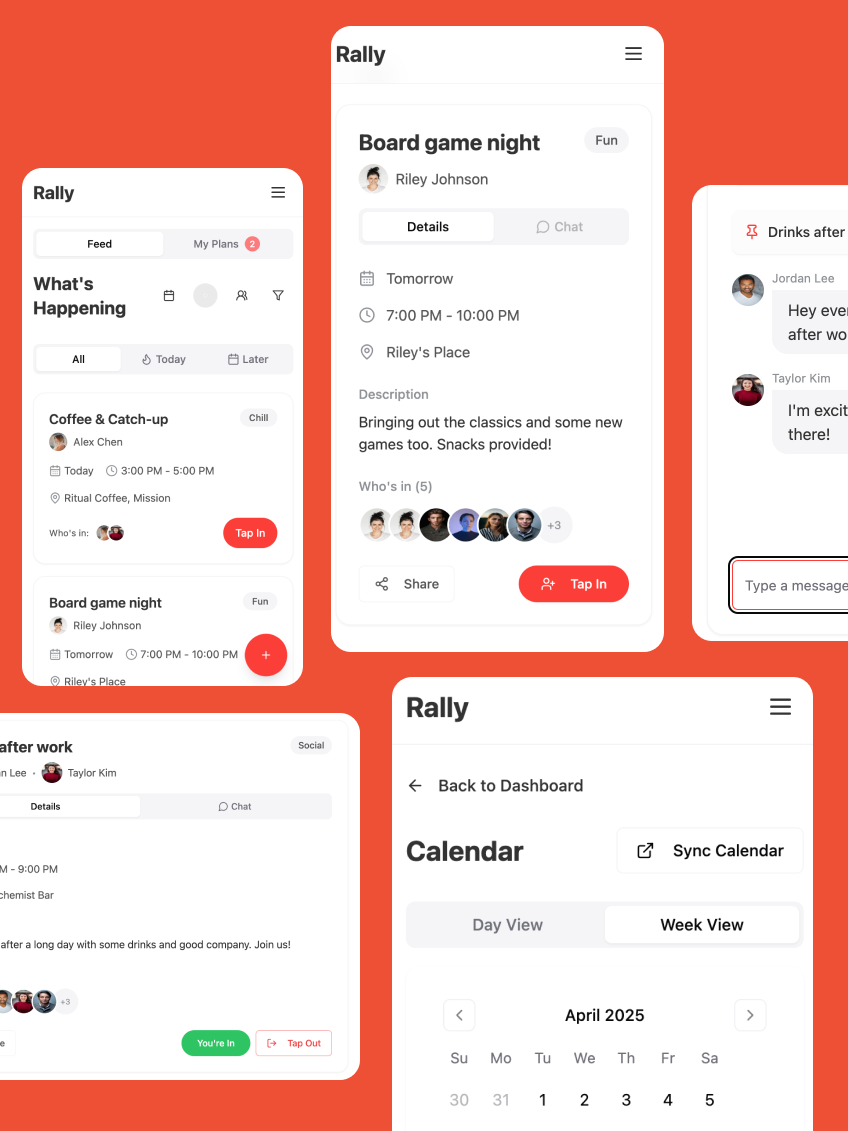 Rally
Feed
My Plans 2
What's
Happening
All
Today
Later
Coffee & Catch-up
Chill
Alex Chen
Today
3:00 PM - 5:00 PM
Ritual Coffee, Mission
Who's in:
Tap In
Board game night
Fun
Riley Johnson
Tomorrow
7:00 PM - 10:00 PM
Riley's Place
+
Rally
Board game night
Fun
Riley Johnson
Details
Chat
Tomorrow
7:00 PM - 10:00 PM
Riley's Place
Description
Bringing out the classics and some new
games too. Snacks provided!
Who's in (5)
+3
Share
Tap In
Drinks after
Jordan Lee
Hey ever
after wo
Taylor Kim
I'm excit
there!
Type a message
after work
Social
n Lee • Taylor Kim
Details
Chat
M - 9:00 PM
chemist Bar
after a long day with some drinks and good company. Join us!
+3
e
You're In
Tap Out
Rally
Back to Dashboard
Calendar
Sync Calendar
Day View
Week View
April 2025
Su Mo Tu We Th Fr Sa
30 31 1 2 3 4 5